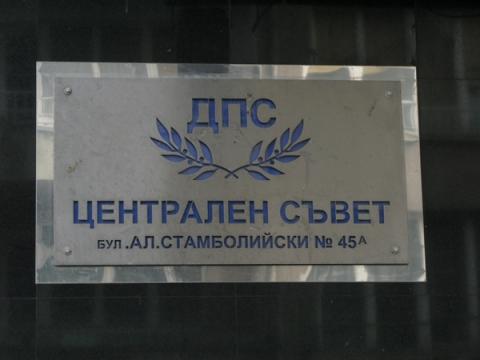 ДПС
ЦЕНТРАЛЕН СЪВЕТ
БУЛ .АЛ.СТАМБОЛИЙСКИ № 45А